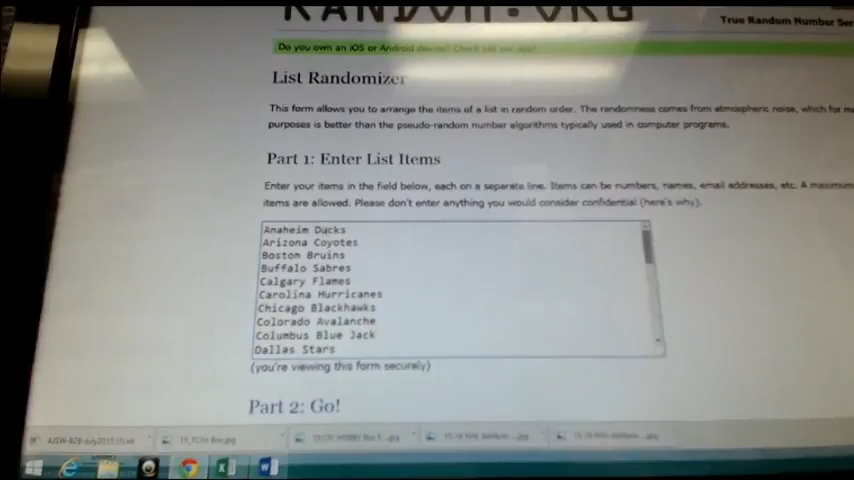 RANDOM.ORG
True Random Number Ser
Do you own an iOS or Android device? Check out our app!
List Randomizer
This form allows you to arrange the items of a list in random order. The randomness comes from atmospheric noise, which for ma
purposes is better than the pseudo-random number algorithms typically used in computer programs.
Part 1: Enter List Items
Enter your items in the field below, each on a separate line. Items can be numbers, names, email addresses, etc. A maximum
items are allowed. Please don't enter anything you would consider confidential (here's why).
Anaheim Ducks
Arizona Coyotes
Boston Bruins
Buffalo Sabres
Calgary Flames
Carolina Hurricanes
Chicago Blackhawks
Colorado Avalanche
Columbus Blue Jack
Dallas Stars
(you're viewing this form securely)
Part 2: Go!